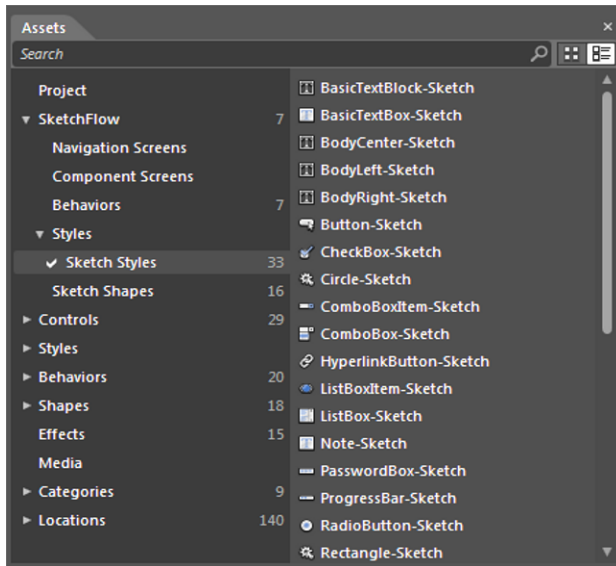 Assets
Search
Project
SketchFlow 7
Navigation Screens
Component Screens
Behaviors 7
Styles
Sketch Styles 33
Sketch Shapes 16
Controls 29
Styles
Behaviors 20
Shapes 18
Effects 15
Media
Categories 9
Locations 140
BasicTextBlock-Sketch
BasicTextBox-Sketch
BodyCenter-Sketch
BodyLeft-Sketch
BodyRight-Sketch
Button-Sketch
CheckBox-Sketch
Circle-Sketch
ComboBoxItem-Sketch
ComboBox-Sketch
HyperlinkButton-Sketch
ListBoxItem-Sketch
ListBox-Sketch
Note-Sketch
PasswordBox-Sketch
ProgressBar-Sketch
RadioButton-Sketch
Rectangle-Sketch